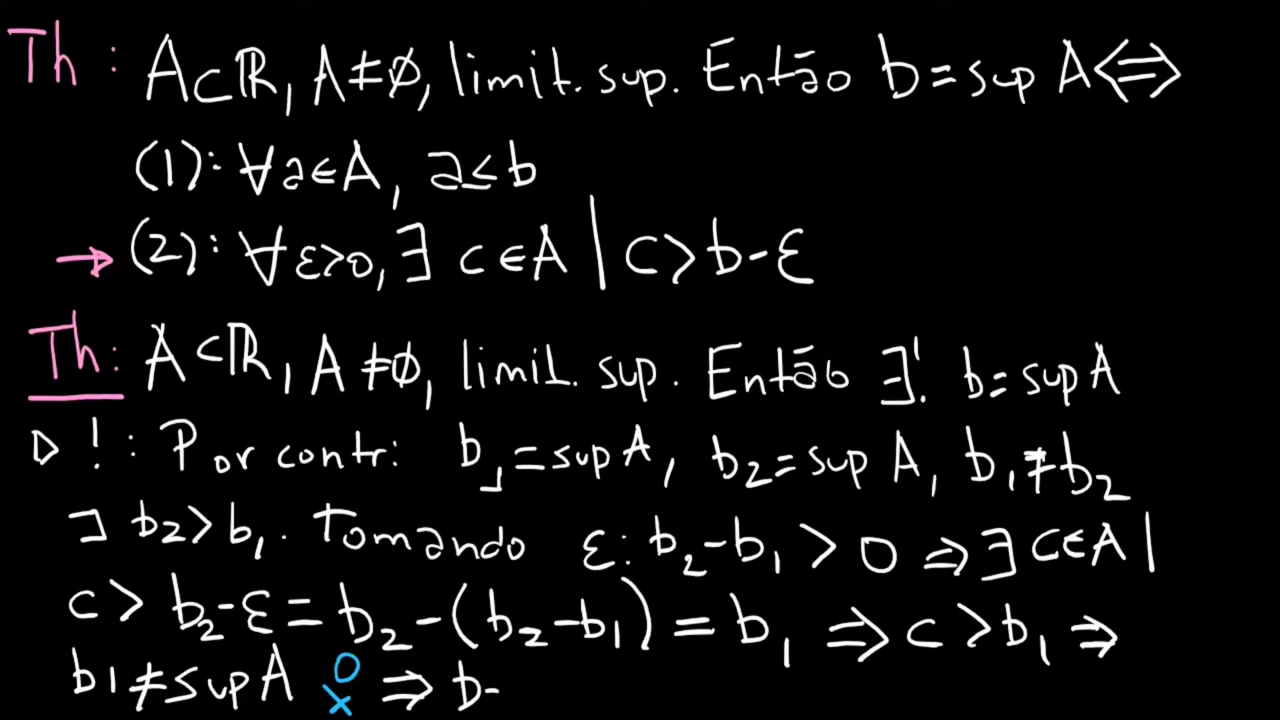 Th: A⊂ℝ, A≠∅, limit. sup. Então b=sup A⟺
(1): ∀a∈A, a≤b
→ (2): ∀ε>0, ∃ c∈A | c>b-ε
Th: A⊂ℝ, A≠∅, limit. sup. Então ∃! b=sup A
▷ !: Por contr: b₁=sup A, b₂=sup A, b₁≠b₂
∃ b₂>b₁. Tomando ε: b₂-b₁>0 ⇒ ∃ c∈A |
c> b₂-ε = b₂-(b₂-b₁) = b₁ ⇒ c>b₁ ⇒
b₁≠sup A ⇒ b-